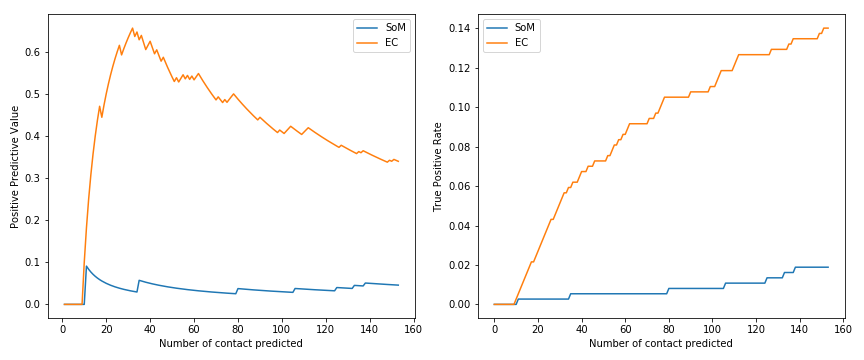 SoM
EC
Positive Predictive Value
0.6
0.5
0.4
0.3
0.2
0.1
0.0
0 20 40 60 80 100 120 140 160
Number of contact predicted
SoM
EC
True Positive Rate
0.14
0.12
0.10
0.08
0.06
0.04
0.02
0.00
0 20 40 60 80 100 120 140 160
Number of contact predicted